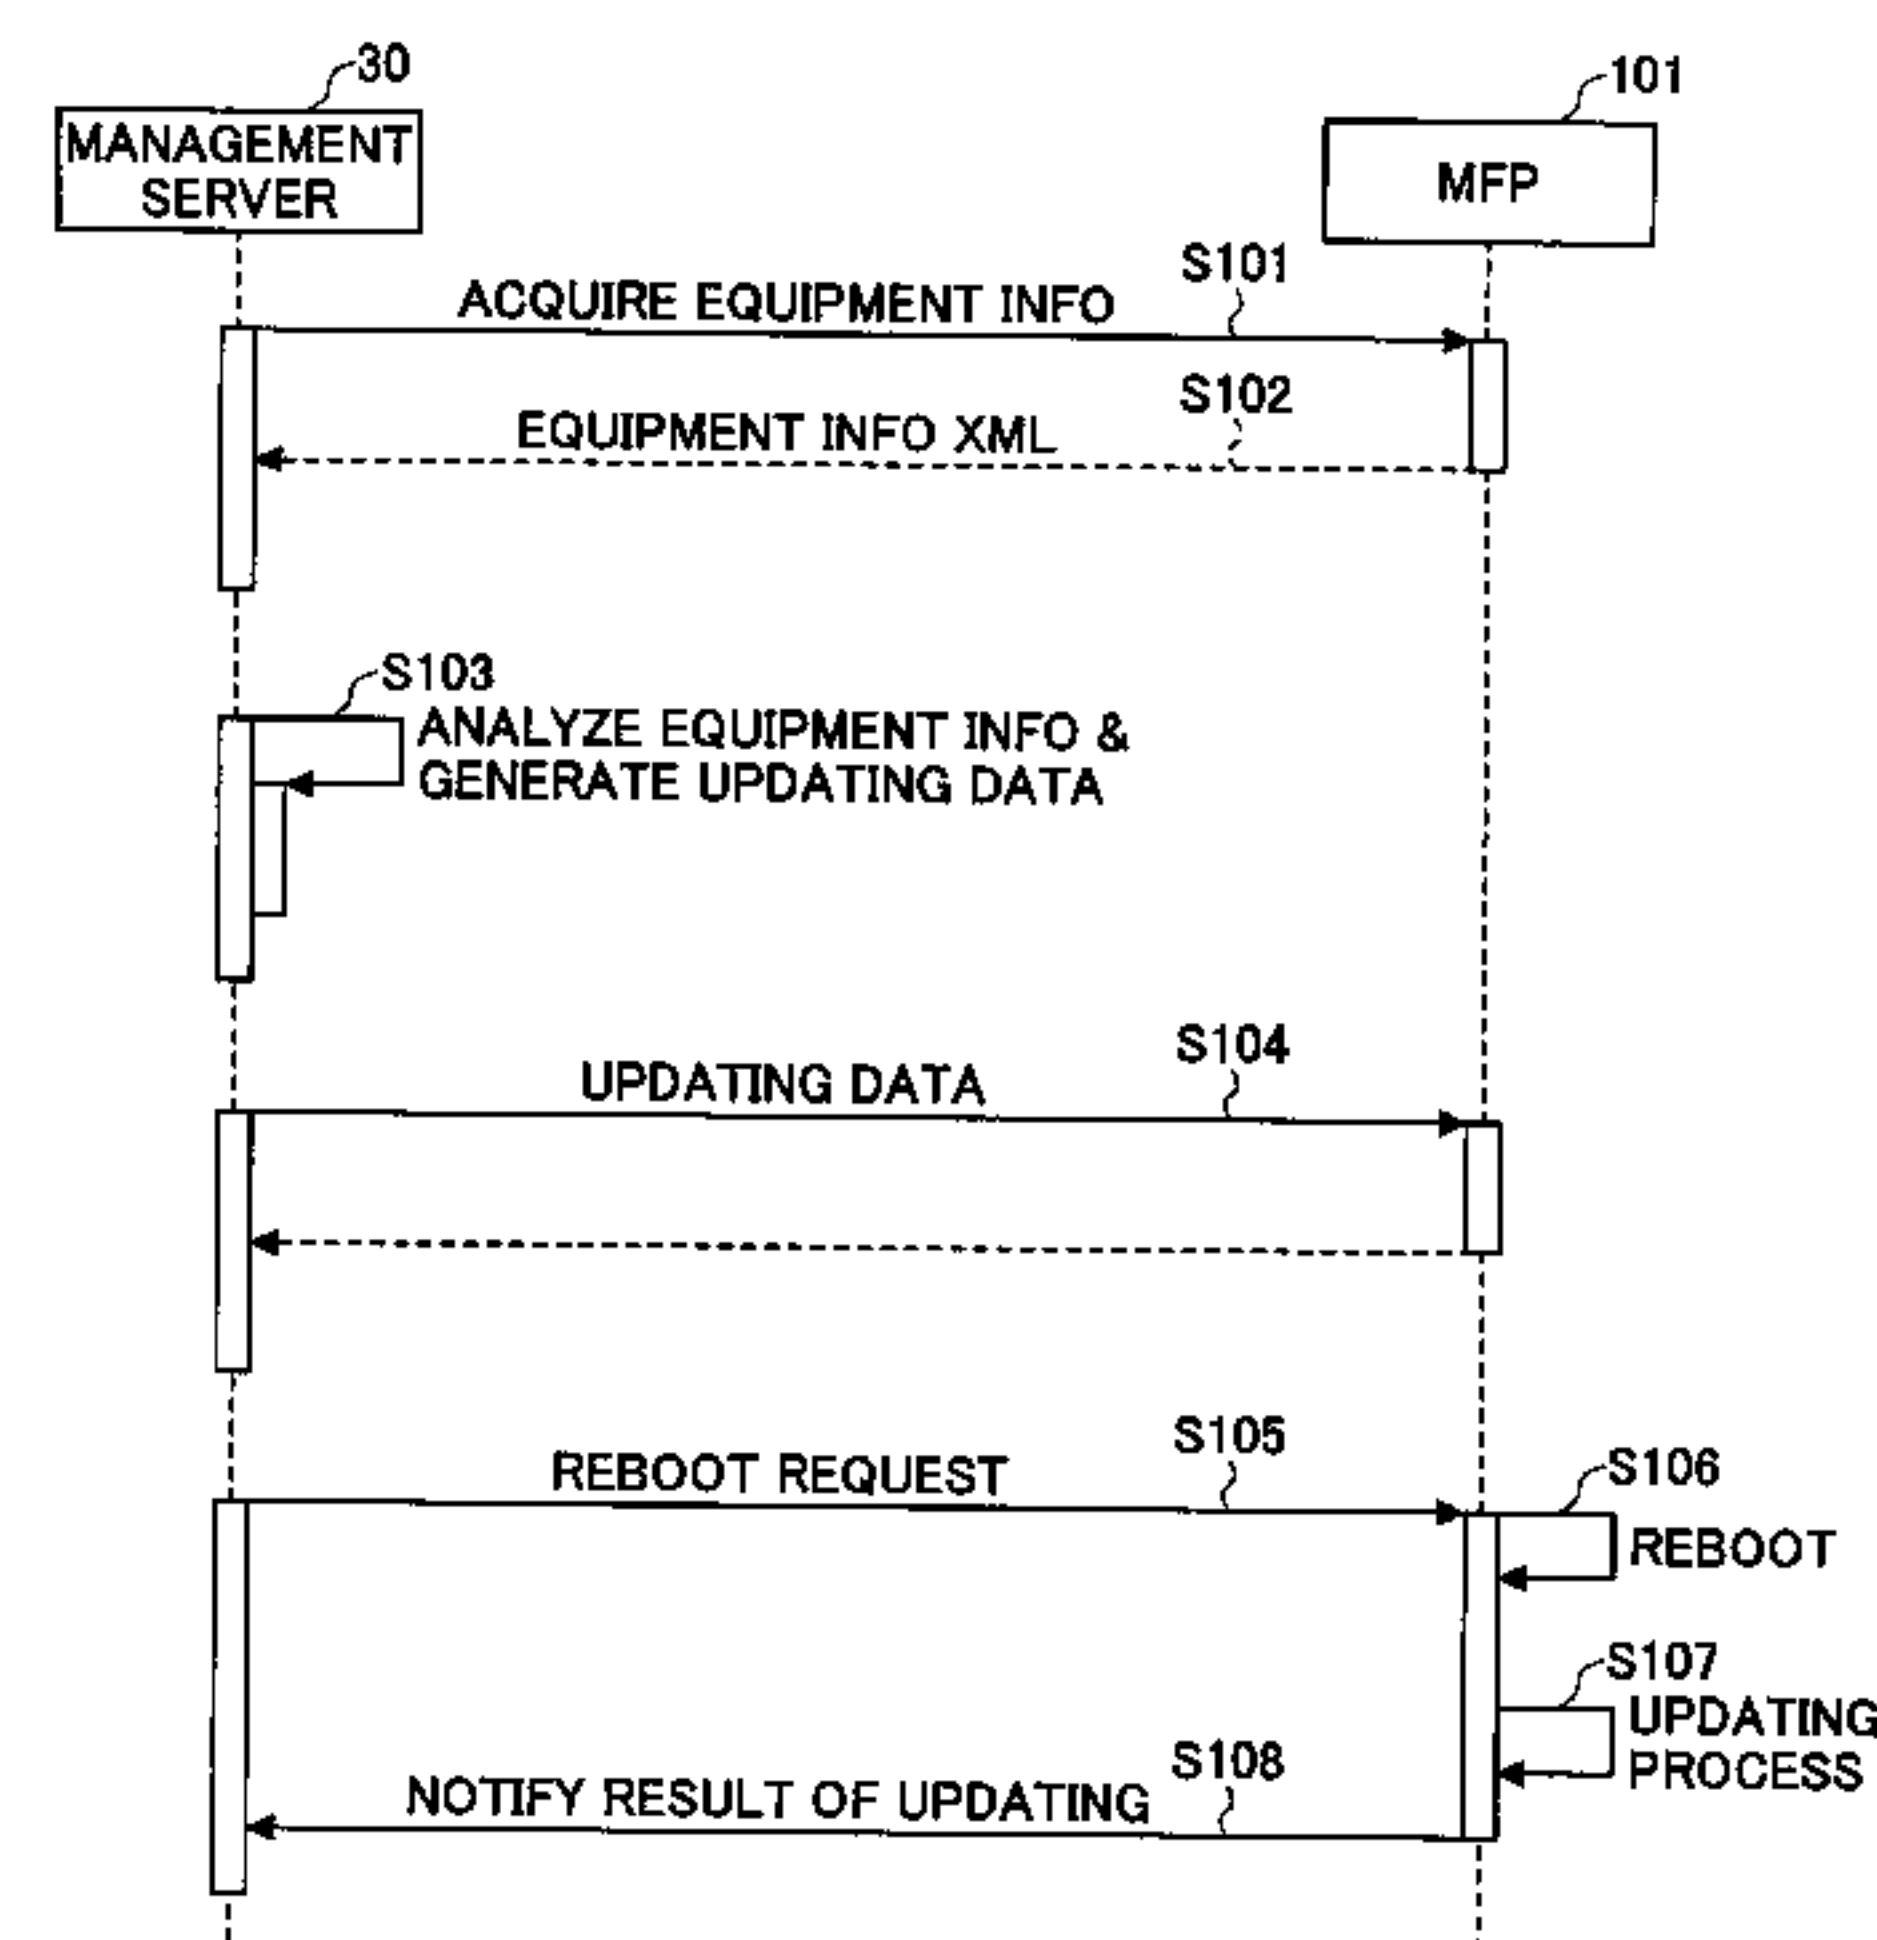 30
MANAGEMENT
SERVER
101
MFP
S101
ACQUIRE EQUIPMENT INFO
S102
EQUIPMENT INFO XML
S103
ANALYZE EQUIPMENT INFO &
GENERATE UPDATING DATA
S104
UPDATING DATA
S105
REBOOT REQUEST
S106
REBOOT
S107
UPDATING
PROCESS
S108
NOTIFY RESULT OF UPDATING